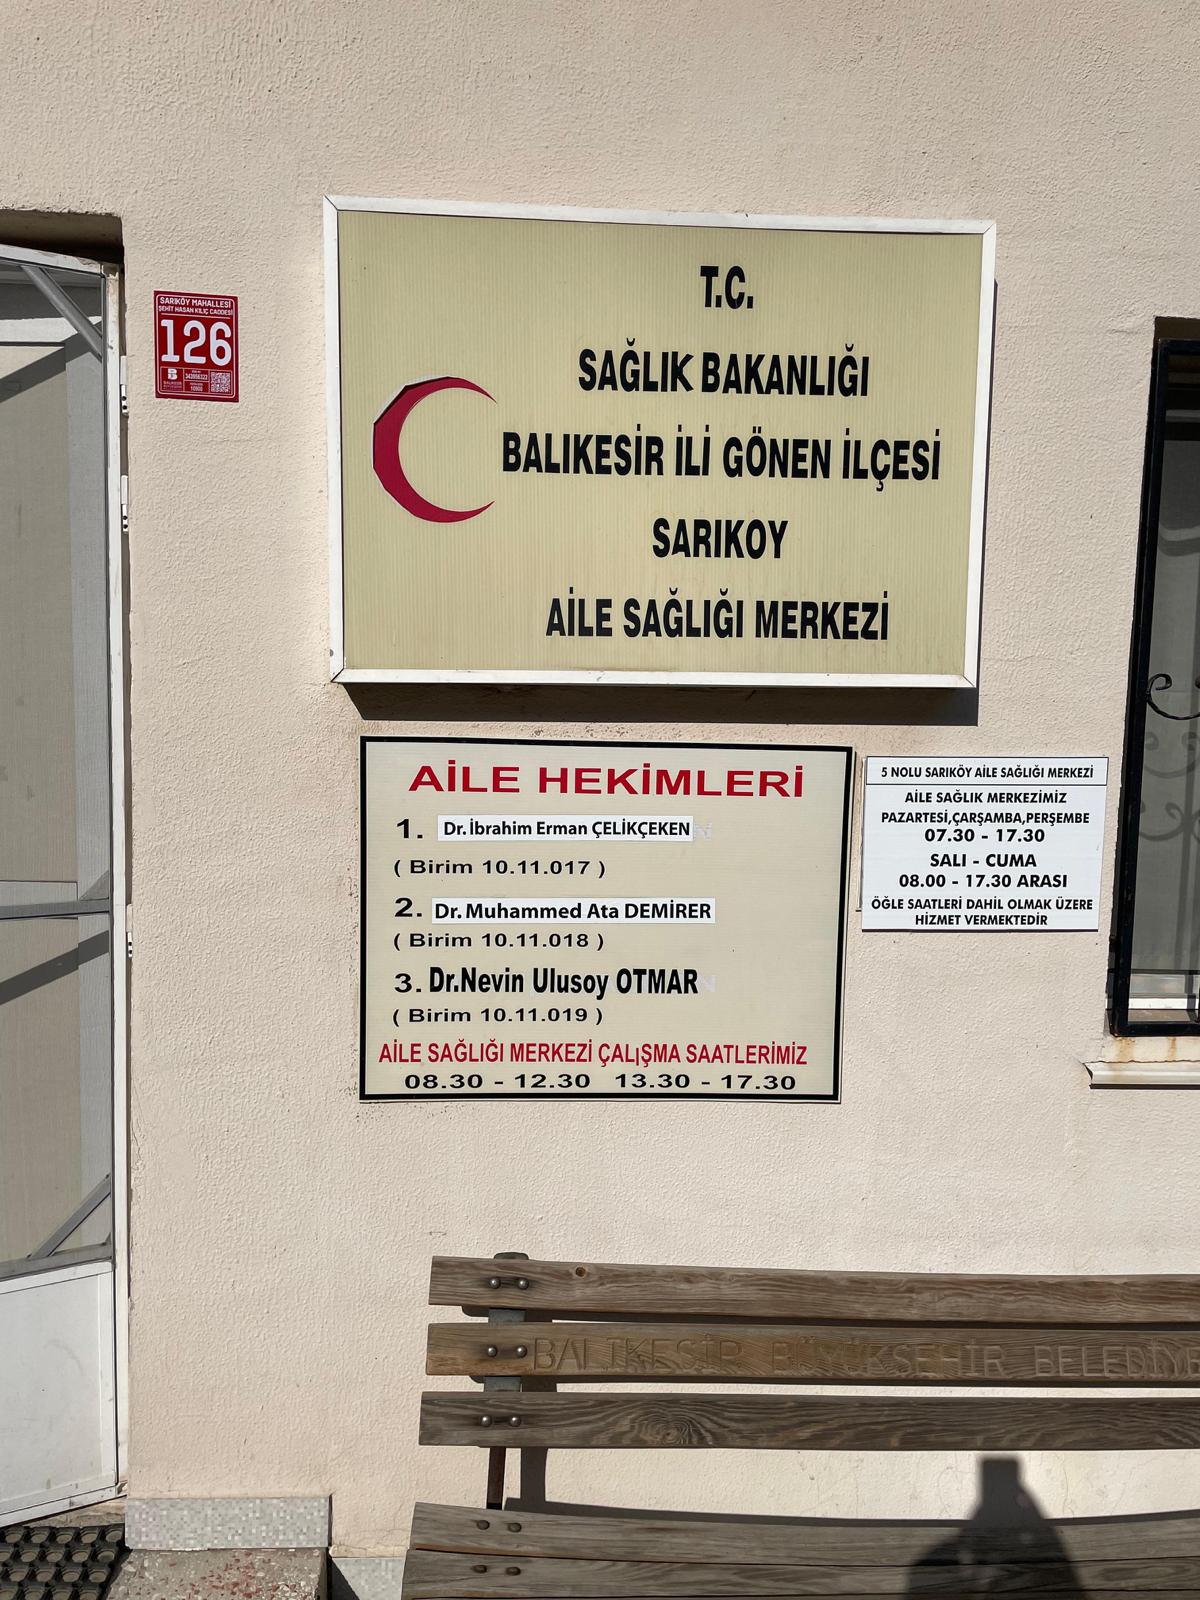 SARIKÖY MAHALLESİ
ŞEHİT HASAN KILIÇ CADDESİ
126
T.C.
SAĞLIK BAKANLIĞI
BALIKESİR İLİ GÖNEN İLÇESİ
SARIKOY
AİLE SAĞLIĞI MERKEZİ
AİLE HEKİMLERİ
1. Dr. İbrahim Erman ÇELİKÇEKEN
( Birim 10.11.017 )
2. Dr. Muhammed Ata DEMİRER
( Birim 10.11.018 )
3. Dr.Nevin Ulusoy OTMAR
( Birim 10.11.019 )
AİLE SAĞLIĞI MERKEZİ ÇALIŞMA SAATLERİMİZ
08.30 - 12.30 13.30 - 17.30
5 NOLU SARIKÖY AİLE SAĞLIĞI MERKEZİ
AİLE SAĞLIK MERKEZİMİZ
PAZARTESİ,ÇARŞAMBA,PERŞEMBE
07.30 - 17.30
SALI - CUMA
08.00 - 17.30 ARASI
ÖĞLE SAATLERİ DAHİL OLMAK ÜZERE
HİZMET VERMEKTEDİR
BALIKESİR BÜYÜKŞEHİR BELEDİYE